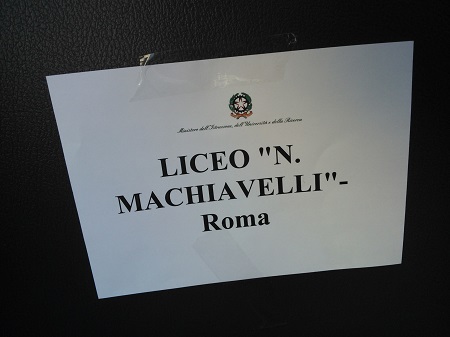 Ministero dell'Istruzione, dell'Università e della Ricerca
LICEO "N.
MACHIAVELLI"-
Roma